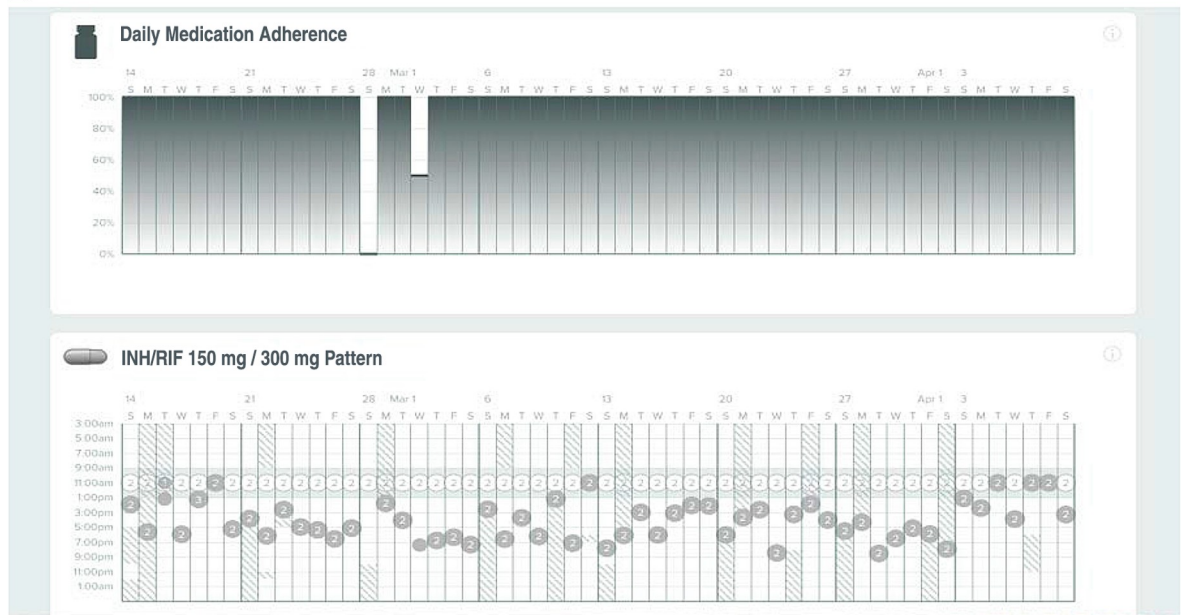 Daily Medication Adherence
14 21 28 Mar 1 6 13 20 27 Apr 1 3
S M T W T F S S M T W T F S S M T W T F S S M T W T F S S M T W T F S S M T W T F S S M T W T F S S M T W T F S
100%
80%
60%
40%
20%
0%
INH/RIF 150 mg / 300 mg Pattern
14 21 28 Mar 1 6 13 20 27 Apr 1 3
S M T W T F S S M T W T F S S M T W T F S S M T W T F S S M T W T F S S M T W T F S S M T W T F S S M T W T F S
3:00am
5:00am
7:00am
9:00am
11:00am
1:00pm
3:00pm
5:00pm
7:00pm
9:00pm
11:00pm
1:00am